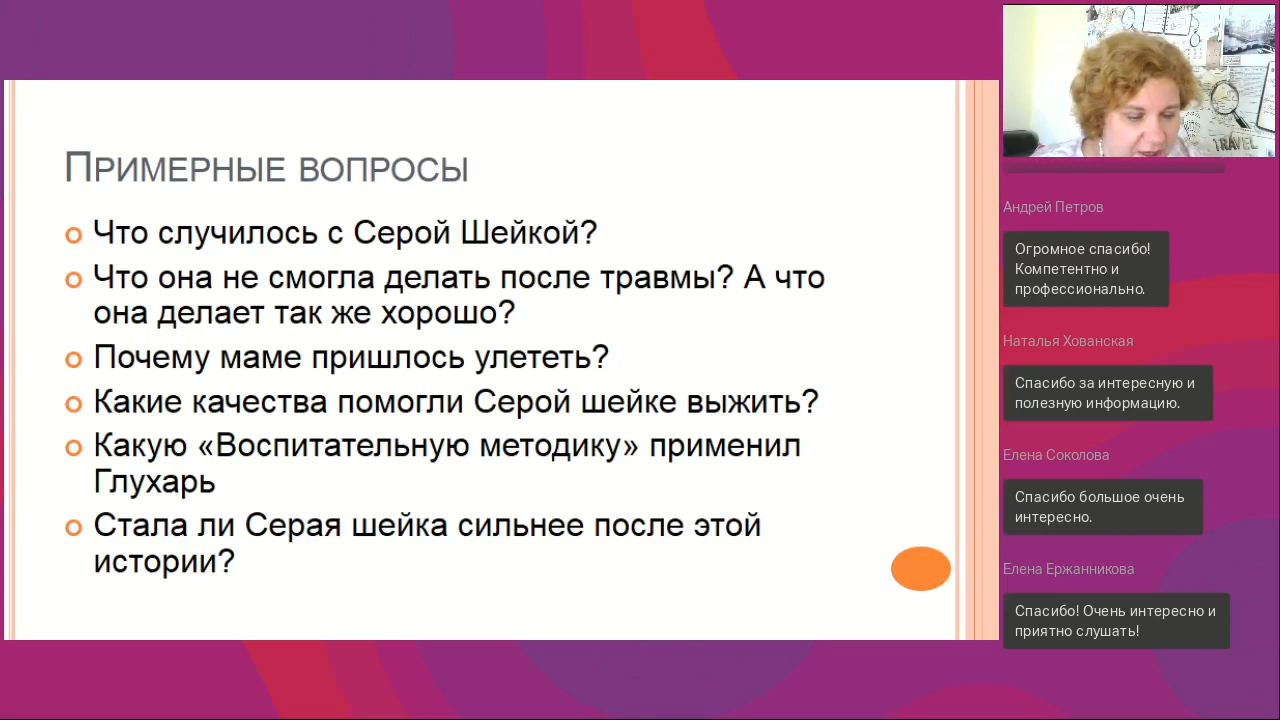 ПРИМЕРНЫЕ ВОПРОСЫ
Что случилось с Серой Шейкой?
Что она не смогла делать после травмы? А что
она делает так же хорошо?
Почему маме пришлось улететь?
Какие качества помогли Серой шейке выжить?
Какую «Воспитательную методику» применил
Глухарь
Стала ли Серая шейка сильнее после этой
истории?
TRAVEL
Андрей Петров
Огромное спасибо!
Компетентно и
профессионально.
Наталья Хованская
Спасибо за интересную и
полезную информацию.
Елена Соколова
Спасибо большое очень
интересно.
Елена Ержанникова
Спасибо! Очень интересно и
приятно слушать!